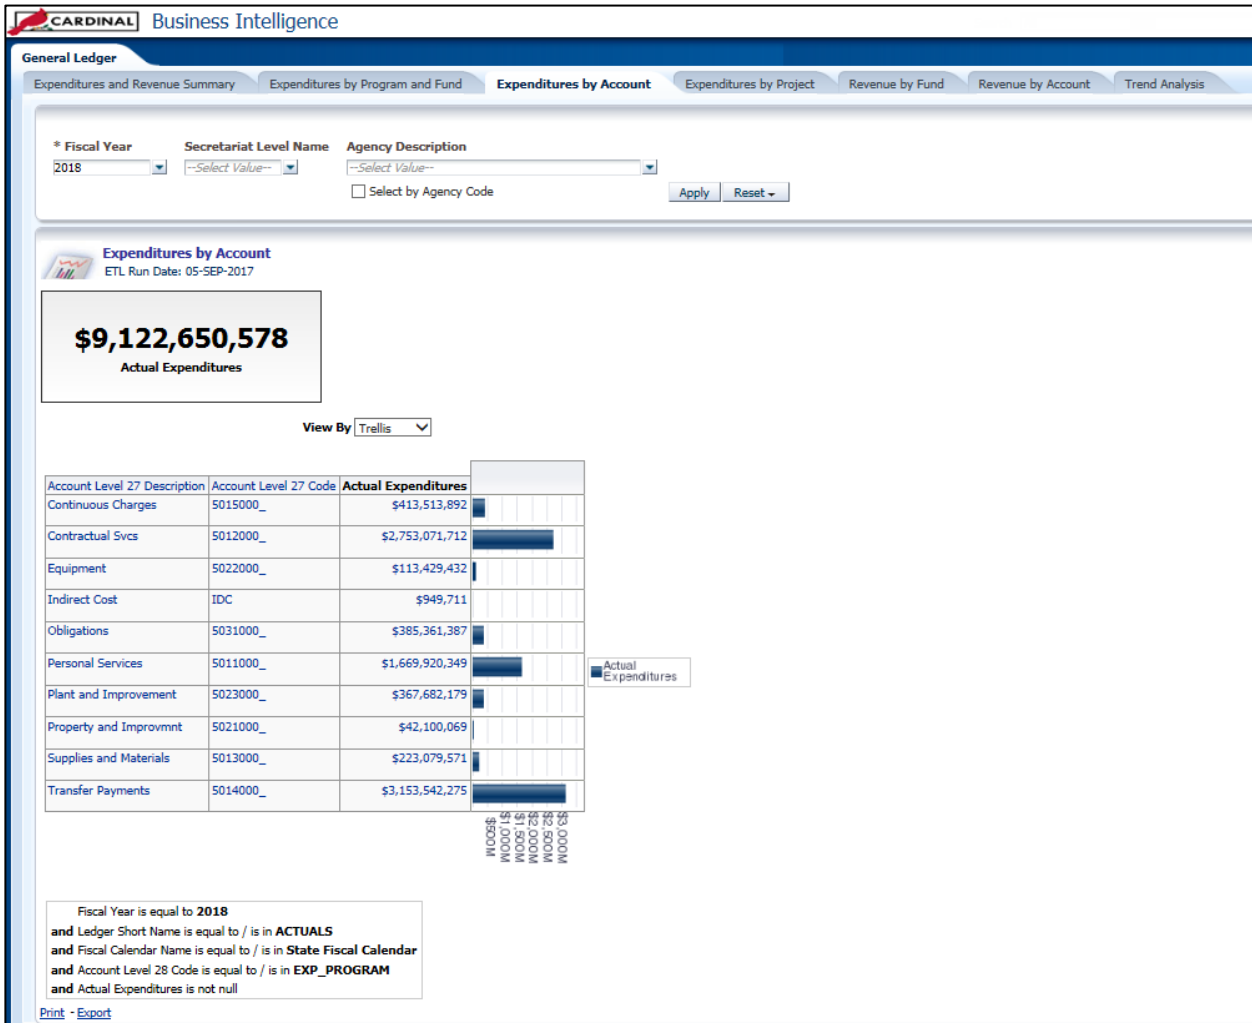 CARDINAL Business Intelligence
General Ledger
Expenditures and Revenue Summary Expenditures by Program and Fund Expenditures by Account Expenditures by Project Revenue by Fund Revenue by Account Trend Analysis
* Fiscal Year Secretariat Level Name Agency Description
2018 --Select Value-- --Select Value--
Select by Agency Code Apply Reset
Expenditures by Account
ETL Run Date: 05-SEP-2017
$9,122,650,578
Actual Expenditures
View By Trellis
Account Level 27 Description Account Level 27 Code Actual Expenditures
Continuous Charges 5015000_ $413,513,892
Contractual Svcs 5012000_ $2,753,071,712
Equipment 5022000_ $113,429,432
Indirect Cost IDC $949,711
Obligations 5031000_ $385,361,387
Personal Services 5011000_ $1,669,920,349
Actual
Expenditures
Plant and Improvement 5023000_ $367,682,179
Property and Improvmnt 5021000_ $42,100,069
Supplies and Materials 5013000_ $223,079,571
Transfer Payments 5014000_ $3,153,542,275
$500M
$1,000M
$1,500M
$2,000M
$2,500M
$3,000M
Fiscal Year is equal to 2018
and Ledger Short Name is equal to / is in ACTUALS
and Fiscal Calendar Name is equal to / is in State Fiscal Calendar
and Account Level 28 Code is equal to / is in EXP_PROGRAM
and Actual Expenditures is not null
Print - Export